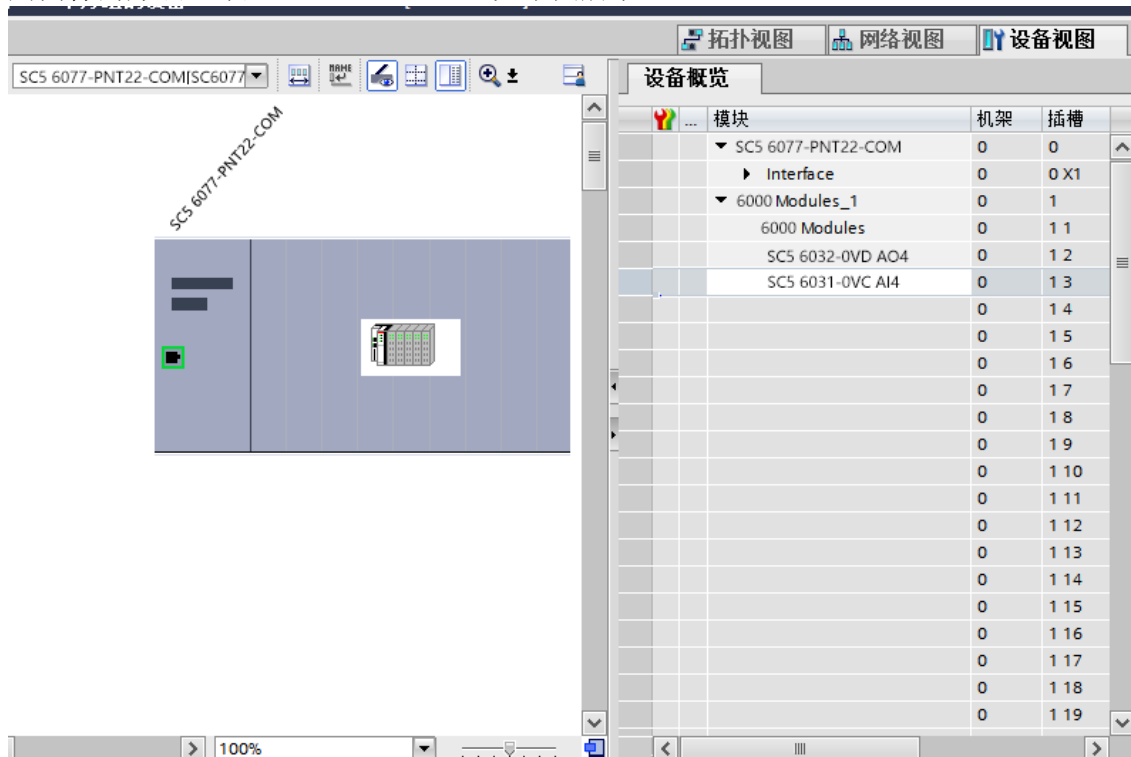 拓扑视图 网络视图 设备视图
SC5 6077-PNT22-COM[SC6077
NAME
± 
设备概览
... 模块 机架 插槽
SC5 6077-PNT22-COM
SC5 6077-PNT22-COM 0 0
Interface 0 0 X1
6000 Modules_1 0 1
6000 Modules 0 1 1
SC5 6032-0VD AO4 0 1 2
SC5 6031-0VC AI4 0 1 3
0 1 4
0 1 5
0 1 6
0 1 7
0 1 8
0 1 9
0 1 10
0 1 11
0 1 12
0 1 13
0 1 14
0 1 15
0 1 16
0 1 17
0 1 18
0 1 19
100%